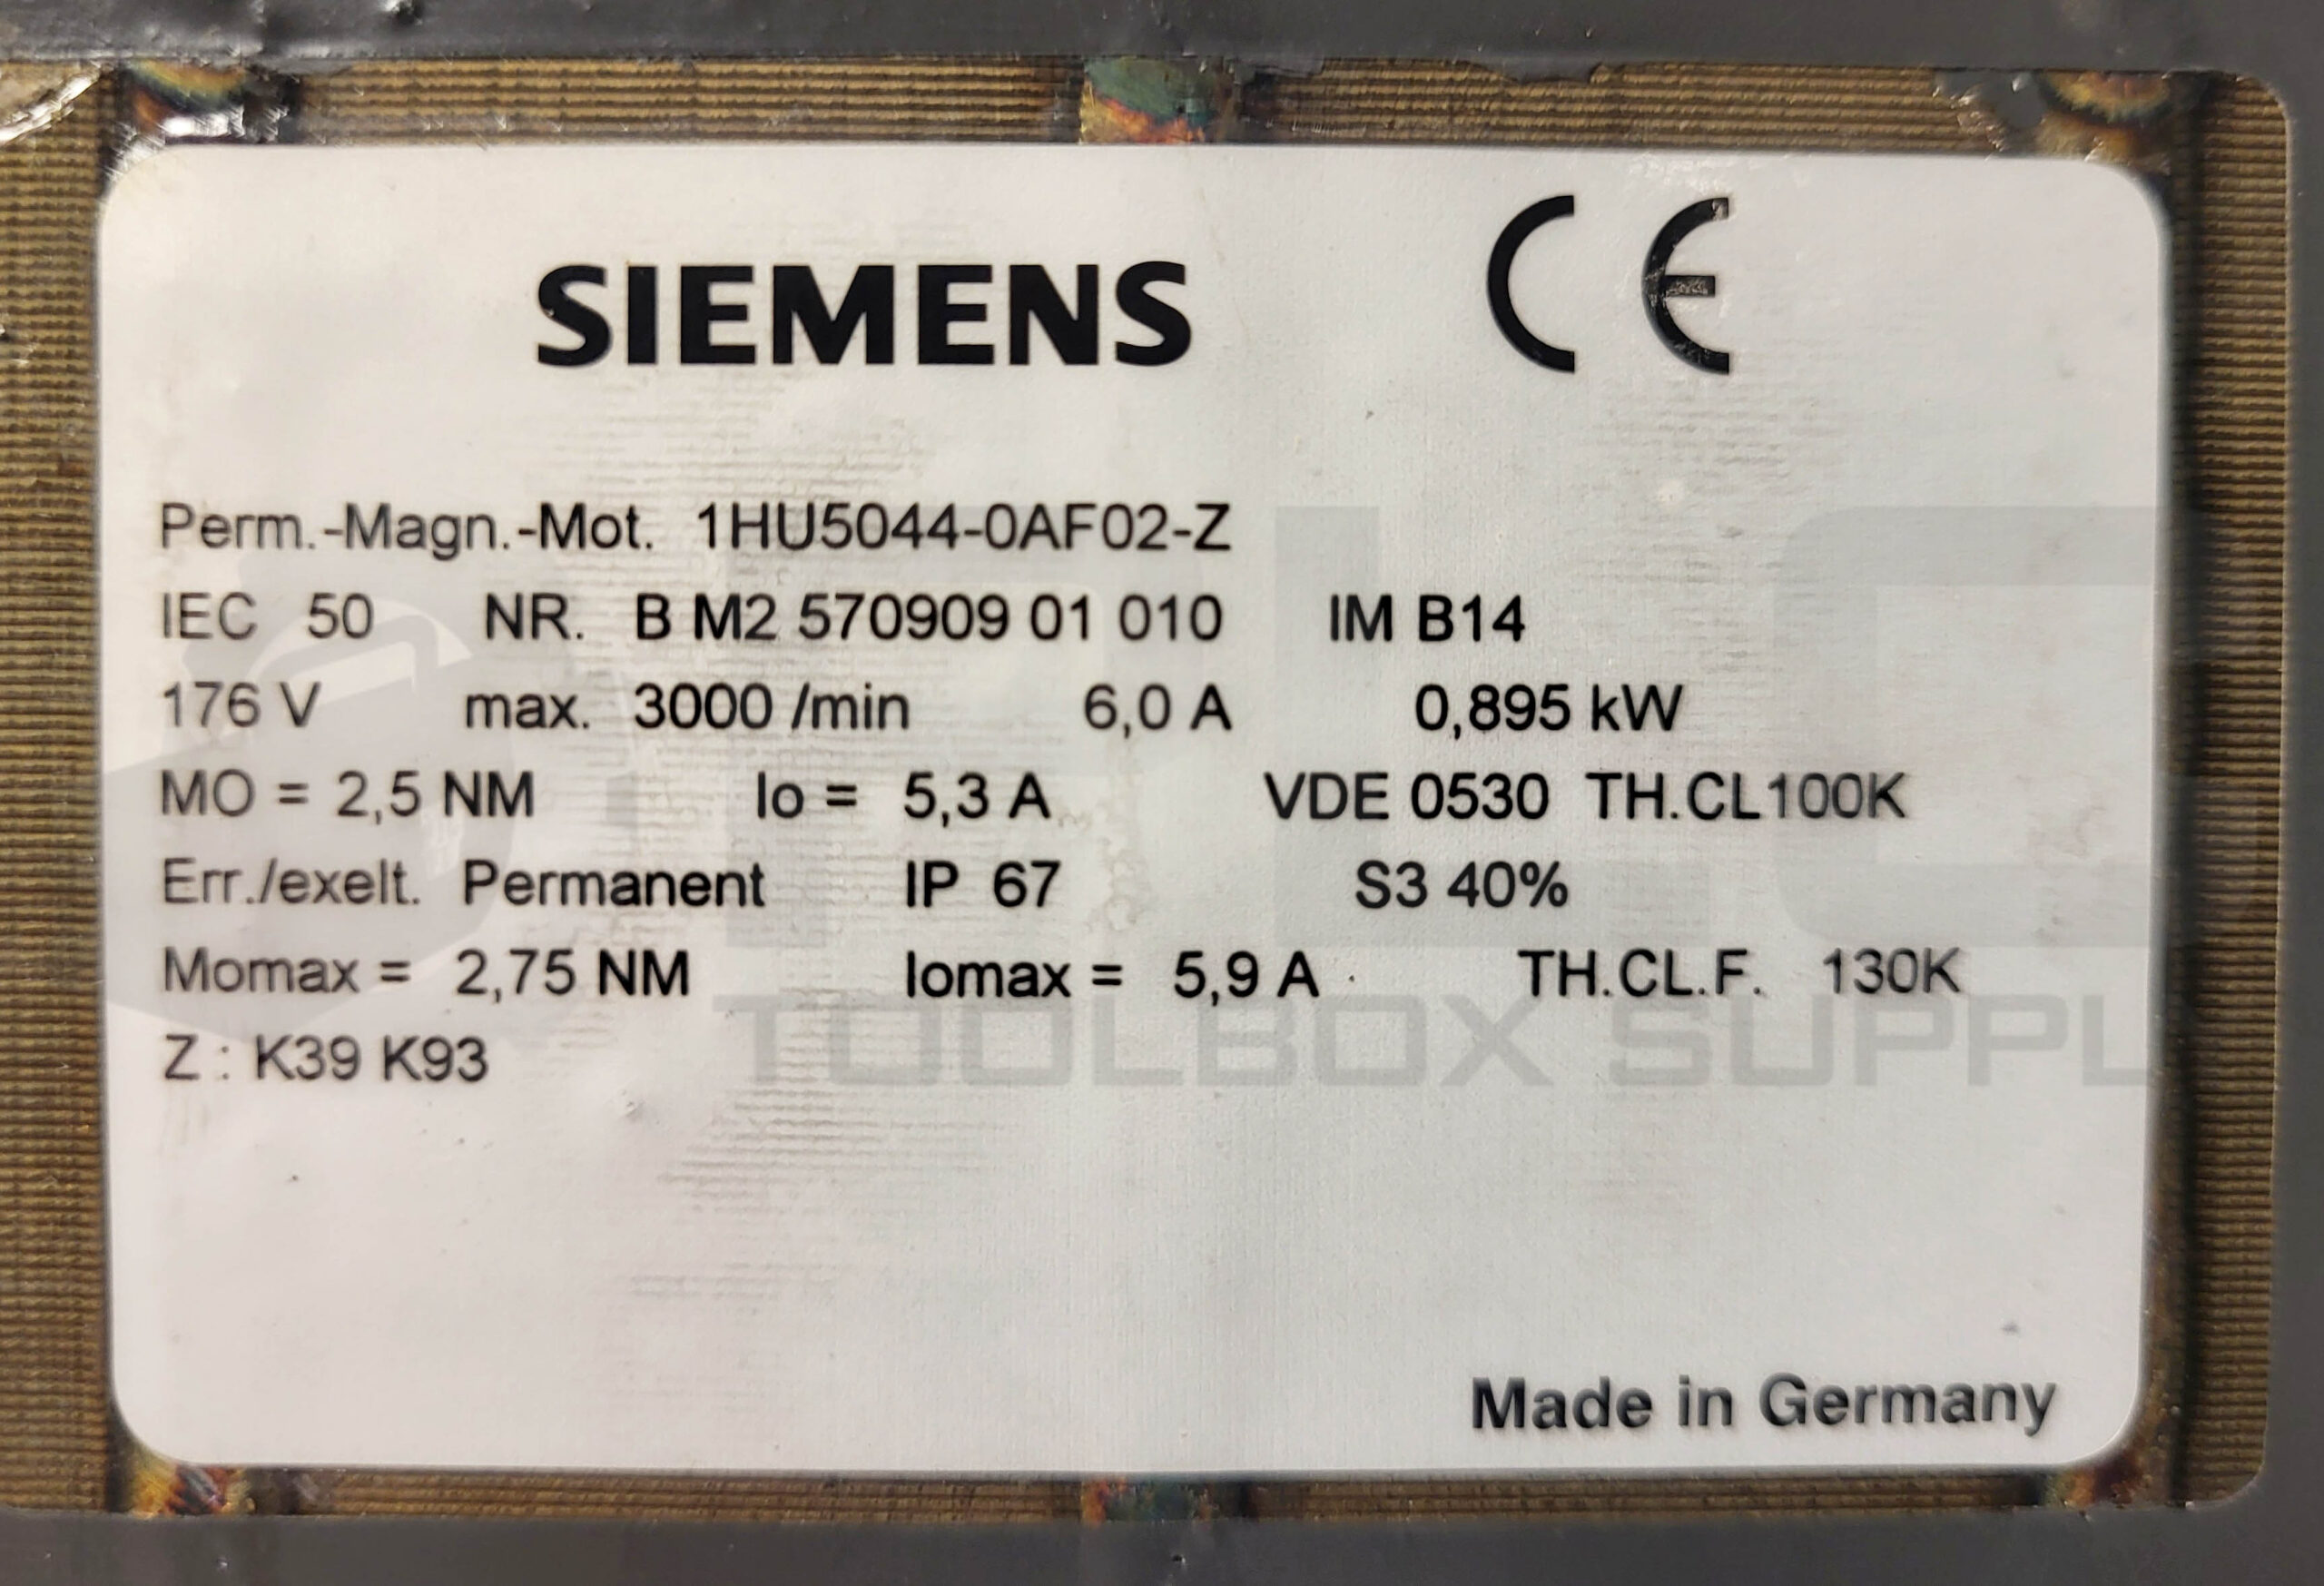 SIEMENS CE
Perm.-Magn.-Mot. 1HU5044-0AF02-Z
IEC 50 NR. B M2 570909 01 010 IM B14
176 V max. 3000 /min 6,0 A 0,895 kW
MO = 2,5 NM Io = 5,3 A VDE 0530 TH.CL100K
Err./exelt. Permanent IP 67 S3 40%
Momax = 2,75 NM Iomax = 5,9 A TH.CL.F. 130K
TOOLBOX SUPPL
Z : K39 K93
Made in Germany